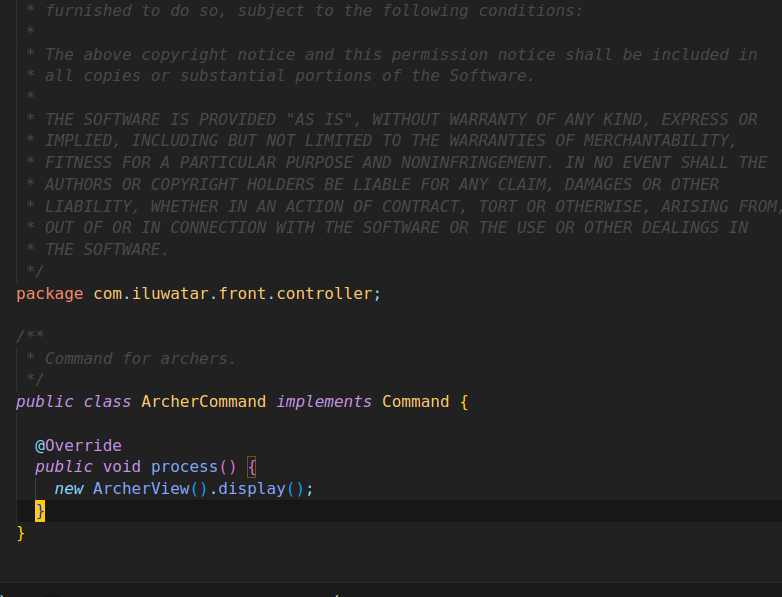 * furnished to do so, subject to the following conditions:
*
* The above copyright notice and this permission notice shall be included in
* all copies or substantial portions of the Software.
*
* THE SOFTWARE IS PROVIDED "AS IS", WITHOUT WARRANTY OF ANY KIND, EXPRESS OR
* IMPLIED, INCLUDING BUT NOT LIMITED TO THE WARRANTIES OF MERCHANTABILITY,
* FITNESS FOR A PARTICULAR PURPOSE AND NONINFRINGEMENT. IN NO EVENT SHALL THE
* AUTHORS OR COPYRIGHT HOLDERS BE LIABLE FOR ANY CLAIM, DAMAGES OR OTHER
* LIABILITY, WHETHER IN AN ACTION OF CONTRACT, TORT OR OTHERWISE, ARISING FROM,
* OUT OF OR IN CONNECTION WITH THE SOFTWARE OR THE USE OR OTHER DEALINGS IN
* THE SOFTWARE.
*/
package com.iluwatar.front.controller;
/**
* Command for archers.
*/
public class ArcherCommand implements Command {
@Override
public void process() {
new ArcherView().display();
}
}